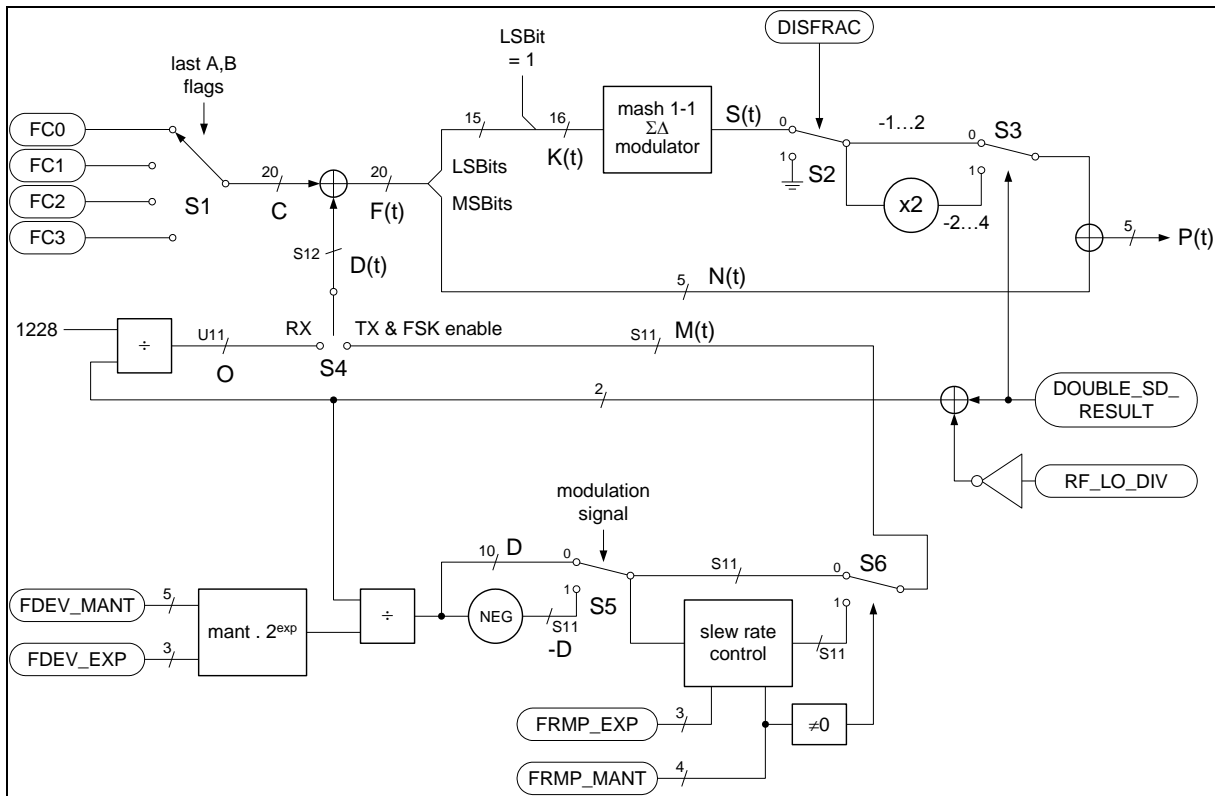 DISFRAC
LSBit
= 1
last A,B
flags
FC0
FC1
FC2
FC3
S1
20
C
20
F(t)
15
LSBits
MSBits
16
K(t)
mash 1-1
ΣΔ
modulator
S(t)
0
1
S2
-1...2
0
S3
1
x2
-2...4
5
P(t)
S12
D(t)
5
N(t)
1228
÷
U11
O
RX
TX & FSK enable
S4
S11
M(t)
2
DOUBLE_SD_
RESULT
RF_LO_DIV
modulation
signal
10
D
0
1
S5
S11
0
S6
1
FDEV_MANT
5
FDEV_EXP
3
mant . 2exp
÷
NEG
S11
-D
slew rate
control
S11
FRMP_EXP
3
≠0
FRMP_MANT
4